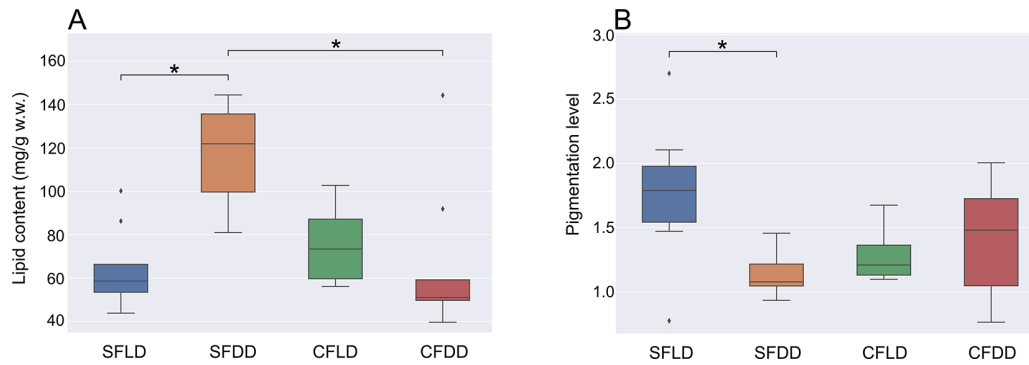 A
Lipid content (mg/g w.w.)
160
140
120
100
80
60
40
*
*
SFLD SFDD CFLD CFDD
B
Pigmentation level
3.0
2.5
2.0
1.5
1.0
*
SFLD SFDD CFLD CFDD